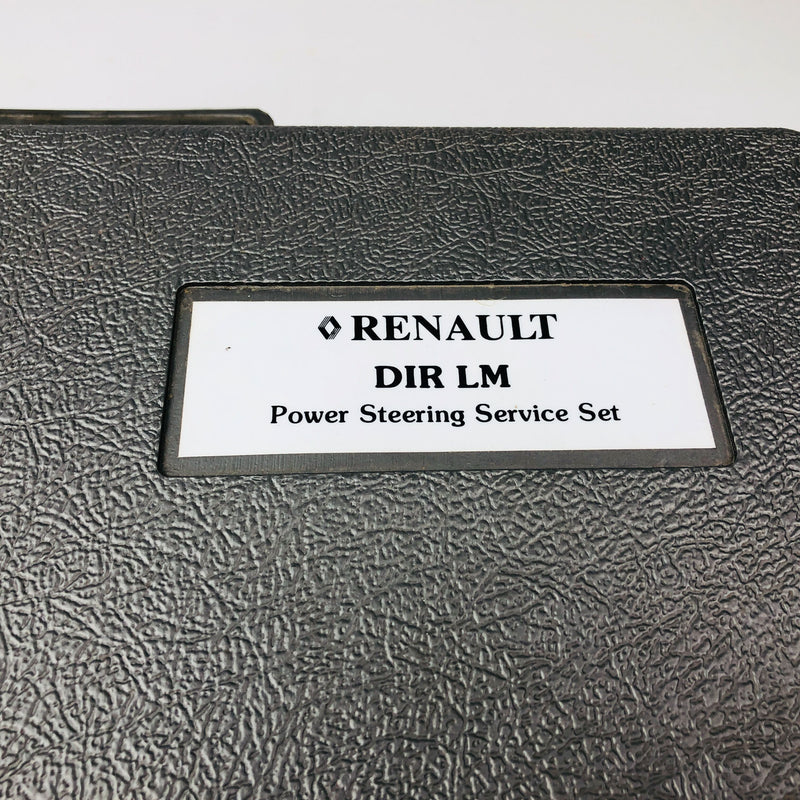 RENAULT
DIR LM
Power Steering Service Set